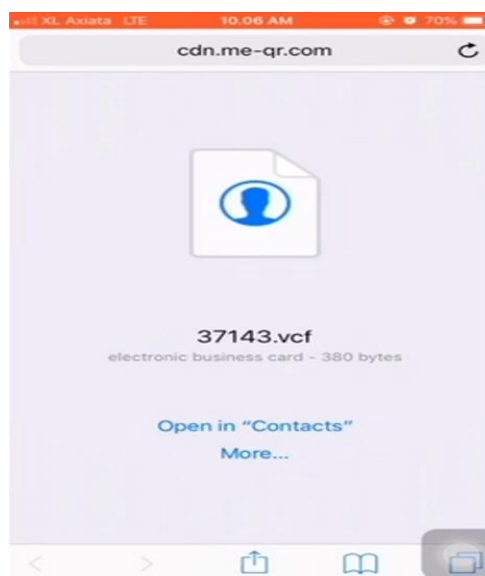 XL Axiata LTE 10.06 AM 70%
cdn.me-qr.com
37143.vcf
electronic business card - 380 bytes
Open in "Contacts"
More...